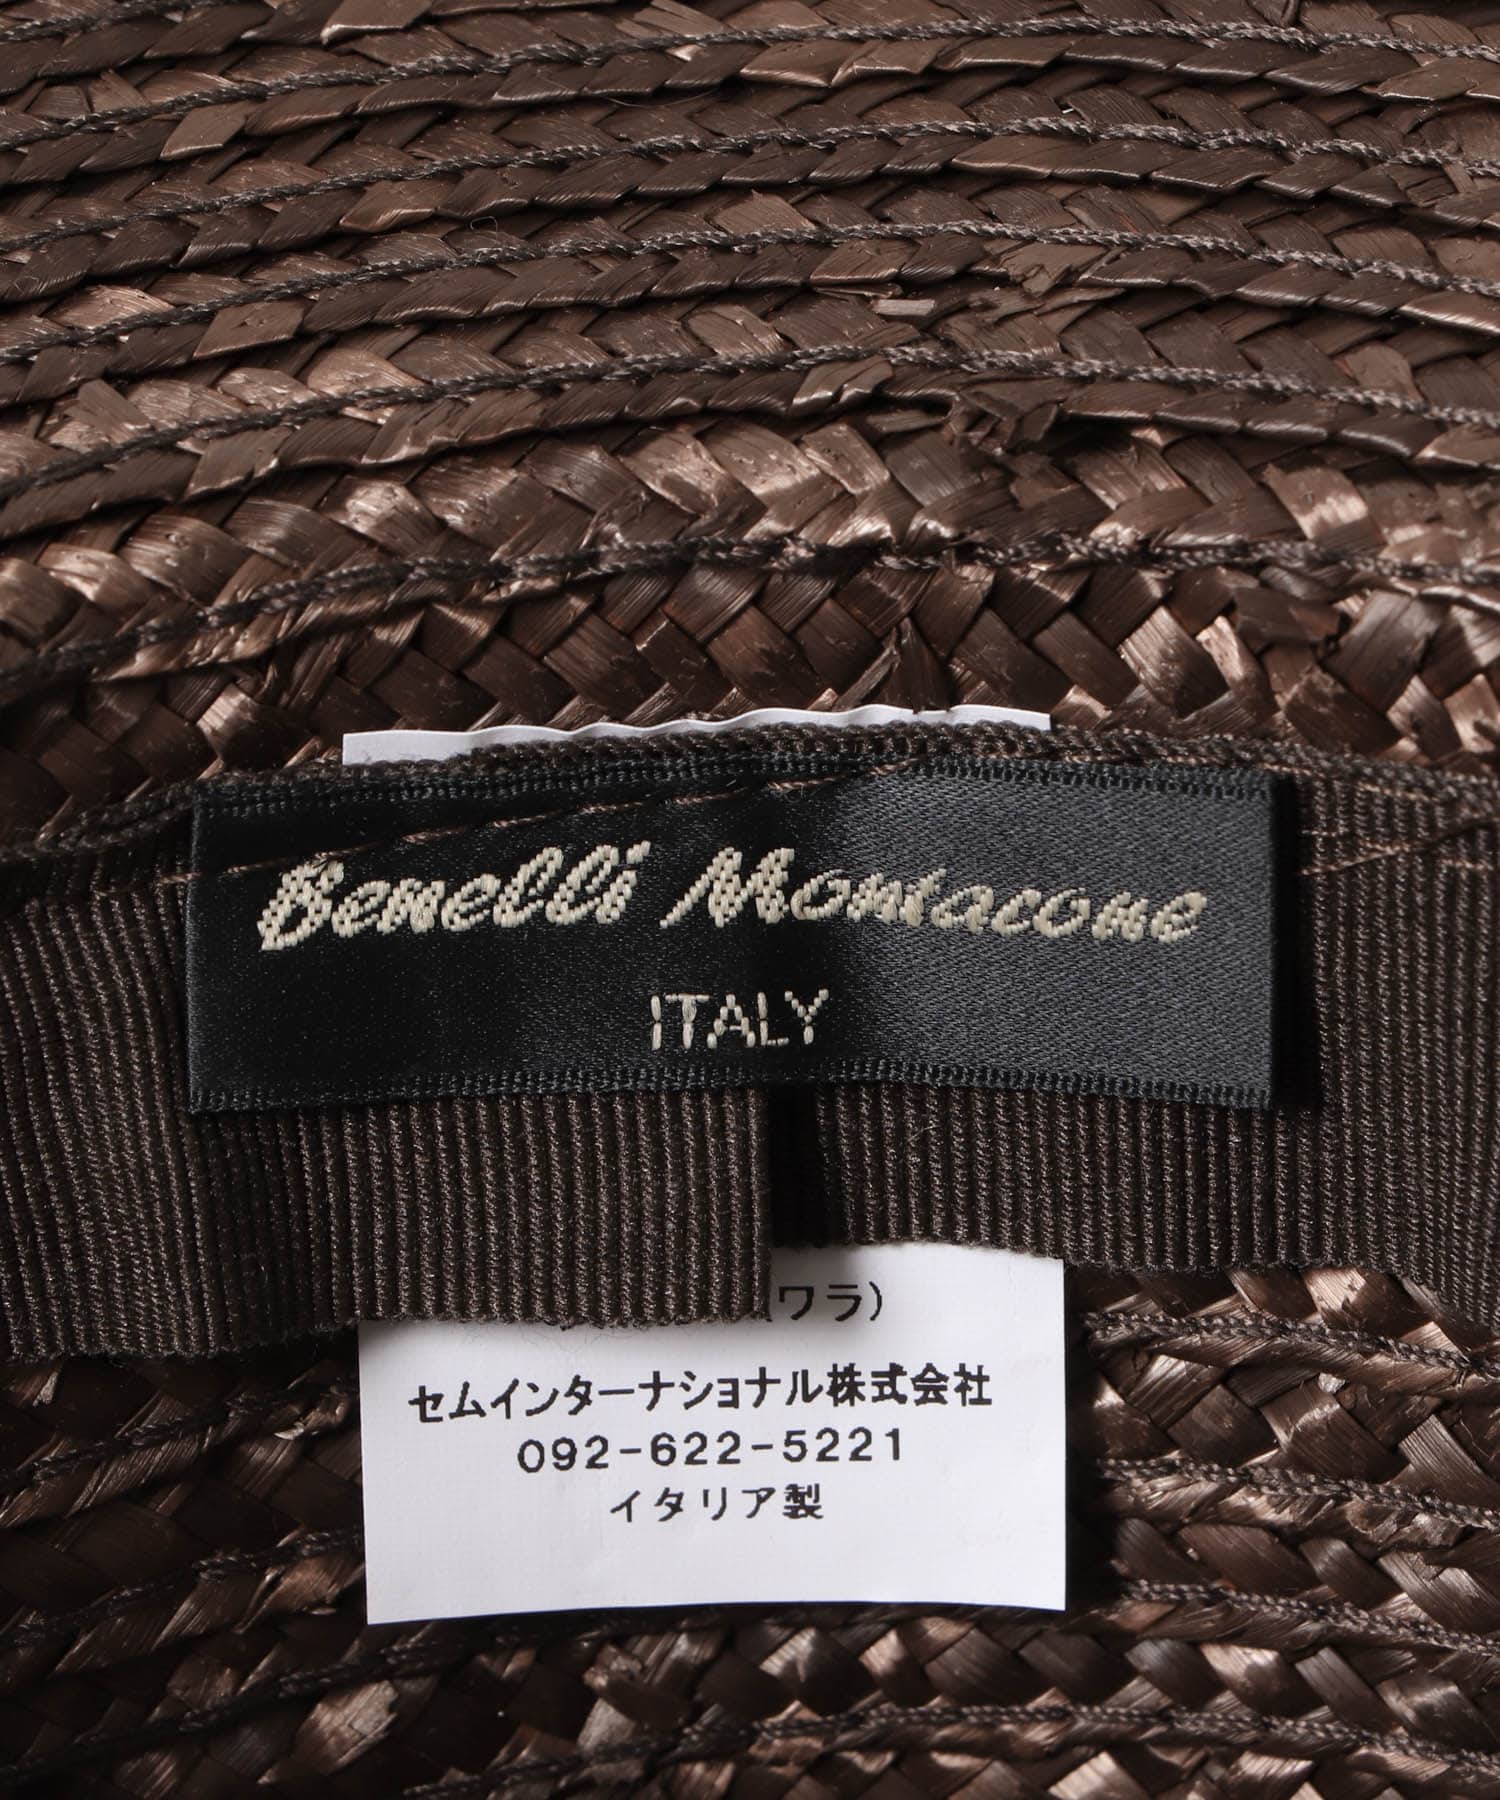 Benelli Montacone
ITALY
ワラ)
セムインターナショナル株式会社
092-622-5221
イタリア製